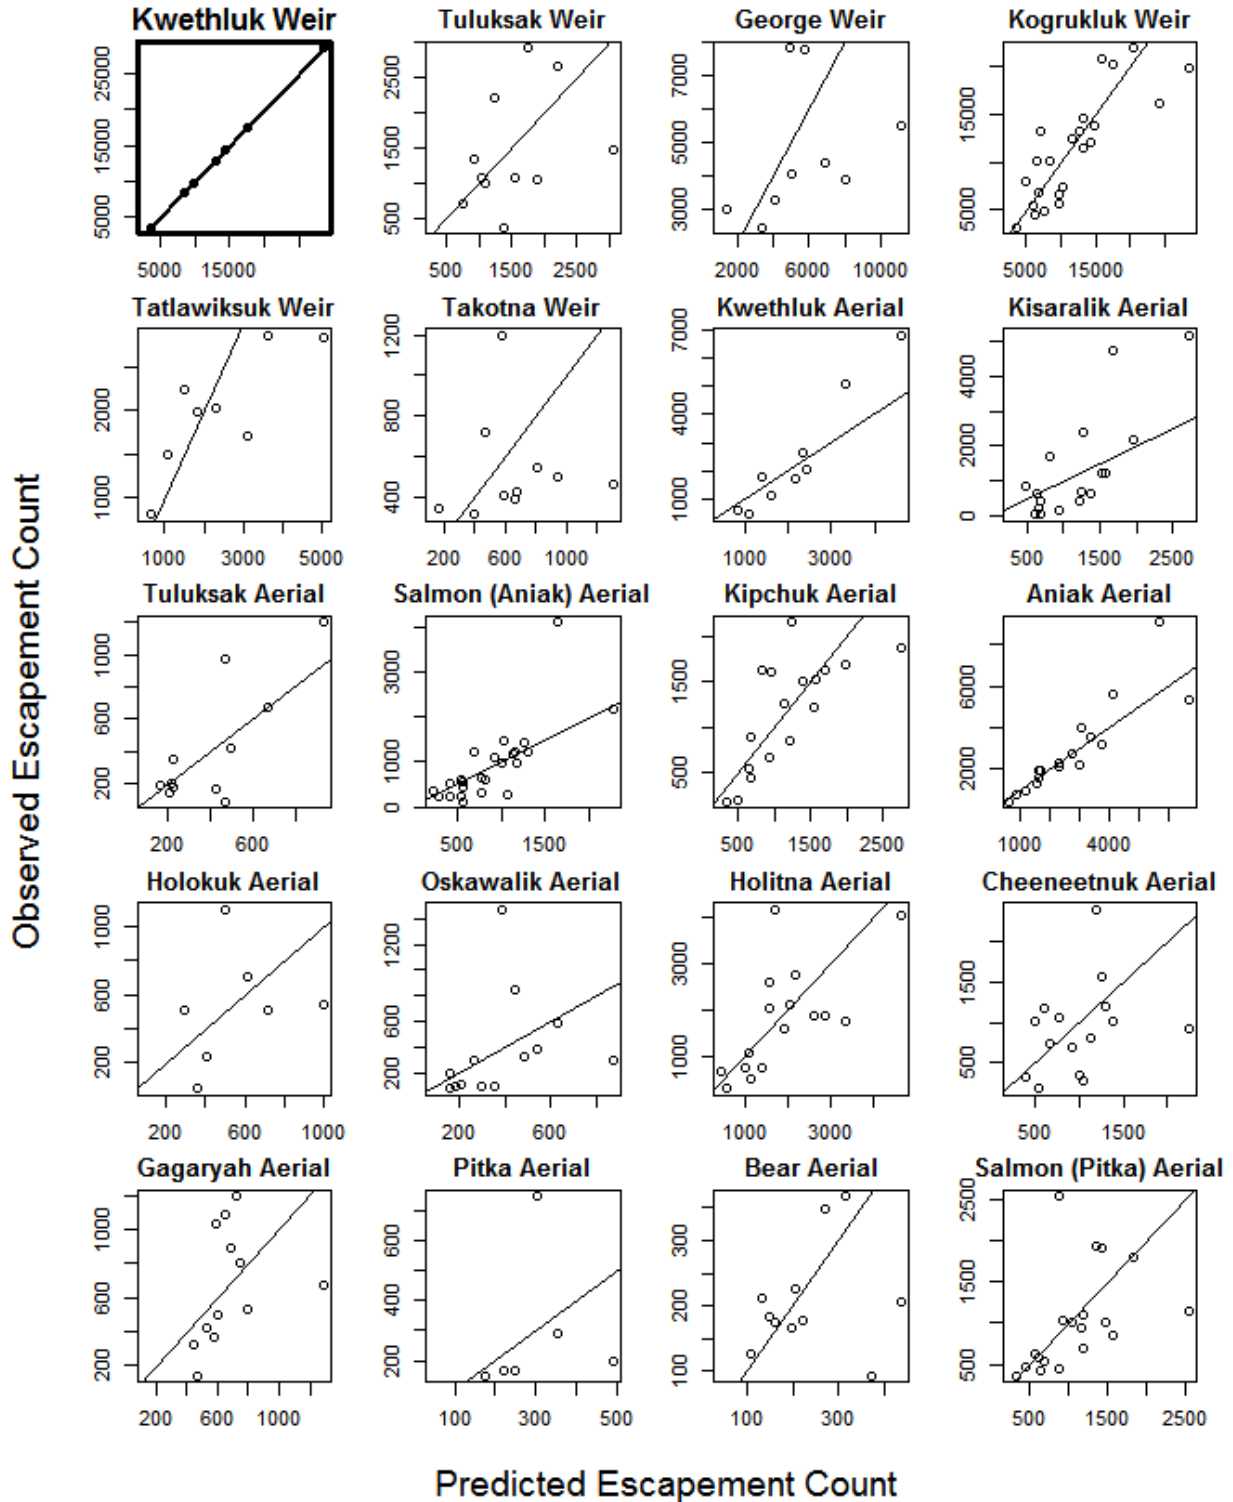 Kwethluk Weir Tuluksak Weir George Weir Kogrukluk Weir
5000 15000 25000 500 1500 2500 3000 5000 7000 5000 15000
5000 15000 500 1500 2500 2000 6000 10000 5000 15000
Tatlawiksuk Weir Takotna Weir Kwethluk Aerial Kisaralik Aerial
1000 2000 400 800 1200 1000 4000 7000 0 2000 4000
1000 3000 5000 200 600 1000 1000 3000 500 1500 2500
Observed Escapement Count
Tuluksak Aerial Salmon (Aniak) Aerial Kipchuk Aerial Aniak Aerial
200 600 1000 0 1000 3000 500 1500 2000 6000
200 600 500 1500 500 1500 2500 1000 4000
Holokuk Aerial Oskawalik Aerial Holitna Aerial Cheeneetnuk Aerial
200 600 1000 200 600 1200 1000 3000 500 1500
200 600 1000 200 600 1000 3000 500 1500
Gagaryah Aerial Pitka Aerial Bear Aerial Salmon (Pitka) Aerial
200 600 1000 200 400 600 100 200 300 500 1500 2500
200 600 1000 100 300 500 100 300 500 1500 2500
Predicted Escapement Count